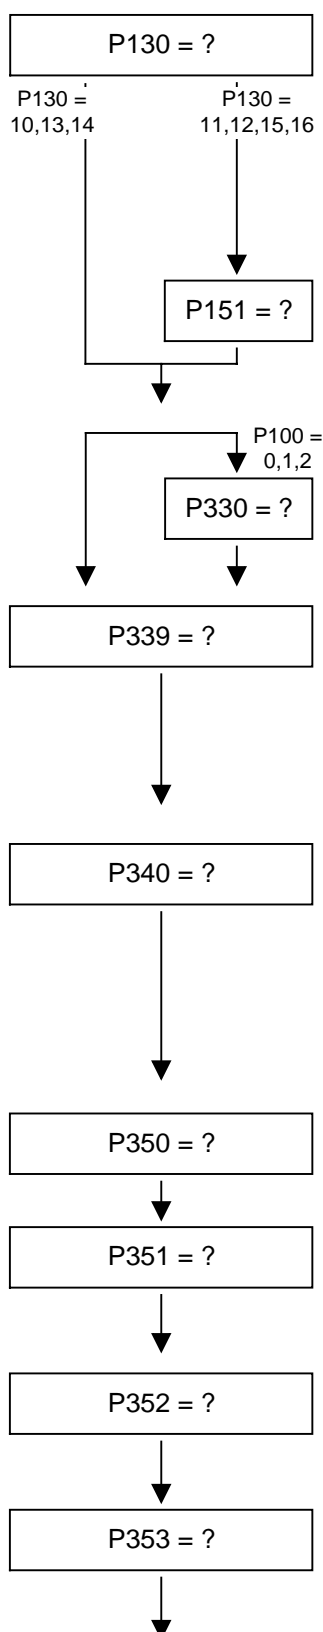 P130 = ?
P130 =
10,13,14
P130 =
11,12,15,16
P151 = ?
P100 =
0,1,2
P330 = ?
P339 = ?
P340 = ?
P350 = ?
P351 = ?
P352 = ?
P353 = ?